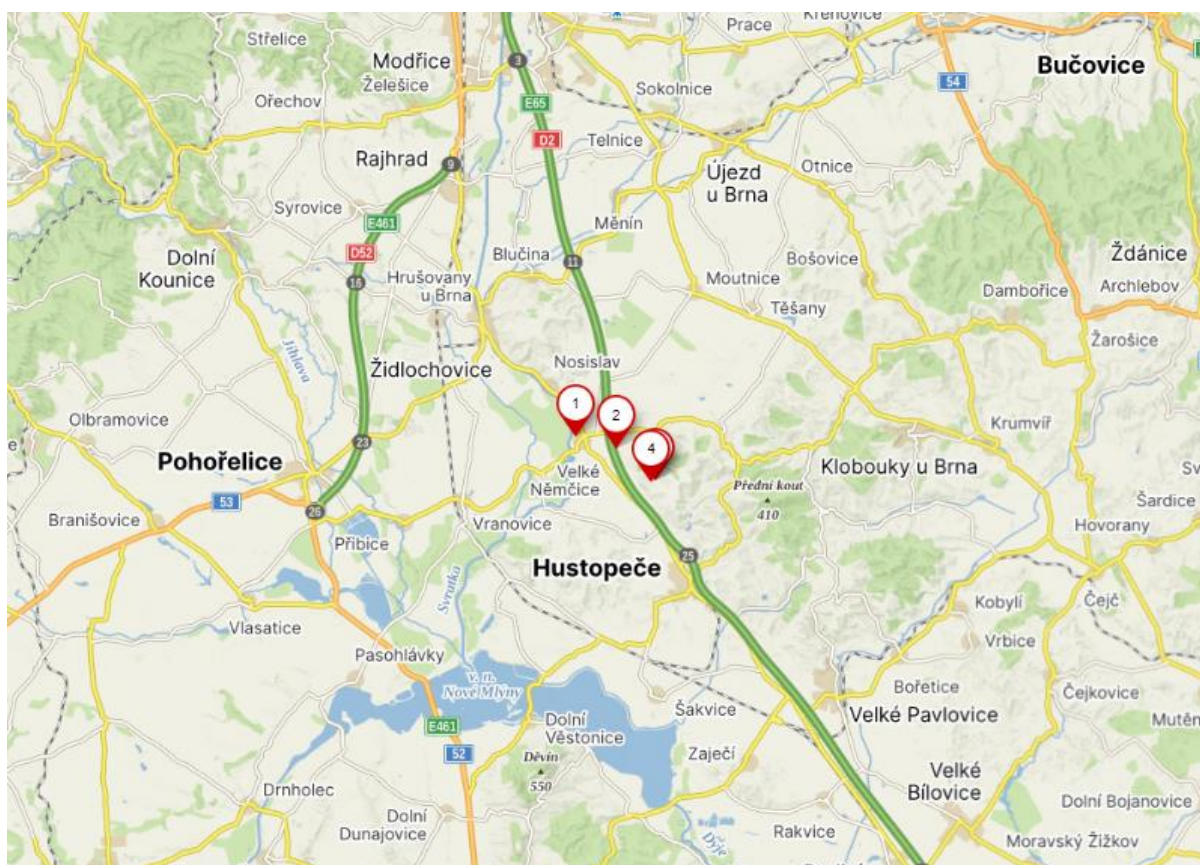 Střelice
Modřice
Želešice
Ořechov
3
Prace
Křenovice
Sokolnice
54
Bučovice
E65
D2
Telnice
Rajhrad
9
Syrovice
E461
D52
Újezd
u Brna
Otnice
Měnín
Dolní
Kounice
16
Hrušovany
u Brna
Blučina
11
Moutnice
Bošovice
Těšany
Ždánice
Archlebov
Dambořice
Žarošice
Jihlava
Židlochovice
Nosislav
Olbramovice
23
1
2
4
Pohořelice
53
26
Velké
Němčice
Přední kout
410
Klobouky u Brna
Krumvíř
Šardice
Hovorany
Branišovice
Přibice
Vranovice
Svratka
Hustopeče
25
Kobylí
Čejč
Vrbice
Vlasatice
Pasohlávky
v. n.
Nové Mlýny
Bořetice
Čejkovice
E461
52
Dolní
Věstonice
Šakvice
Velké Pavlovice
Děvín
550
Zaječí
Velké
Bílovice
Drnholec
Dolní
Dunajovice
Dyje
Rakvice
Dolní Bojanovice
Moravský Žižkov